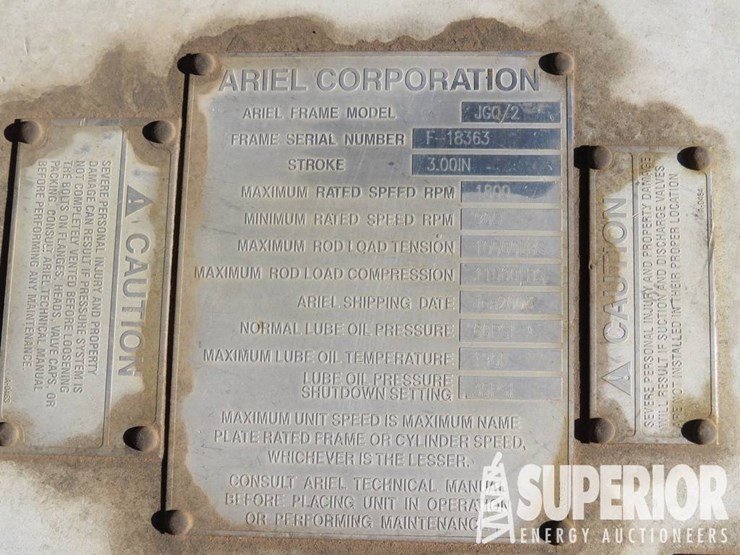 ARIEL CORPORATION
ARIEL FRAME MODEL JGQ/2
FRAME SERIAL NUMBER F-18363
STROKE 3.00IN
MAXIMUM RATED SPEED RPM 1800
MINIMUM RATED SPEED RPM
MAXIMUM ROD LOAD TENSION
MAXIMUM ROD LOAD COMPRESSION
ARIEL SHIPPING DATE
NORMAL LUBE OIL PRESSURE
MAXIMUM LUBE OIL TEMPERATURE
LUBE OIL PRESSURE
SHUTDOWN SETTING
MAXIMUM UNIT SPEED IS MAXIMUM NAME
PLATE RATED FRAME OR CYLINDER SPEED,
WHICHEVER IS THE LESSER.
CONSULT ARIEL TECHNICAL MANUAL
BEFORE PLACING UNIT IN OPERATION
OR PERFORMING MAINTENANCE
CAUTION
SEVERE PERSONAL INJURY AND PROPERTY
DAMAGE CAN RESULT IF PRESSURE SYSTEM IS
NOT COMPLETELY VENTED BEFORE LOOSENING
THE BOLTS ON FLANGES, HEADS, VALVE CAPS, OR
PACKING. CONSULT ARIEL TECHNICAL MANUAL
BEFORE PERFORMING ANY MAINTENANCE.
CAUTION
SEVERE PERSONAL INJURY AND PROPERTY DAMAGE
WILL RESULT IF SUCTION AND DISCHARGE VALVES
ARE NOT INSTALLED IN THEIR PROPER LOCATION
SUPERIOR
ENERGY AUCTIONEERS